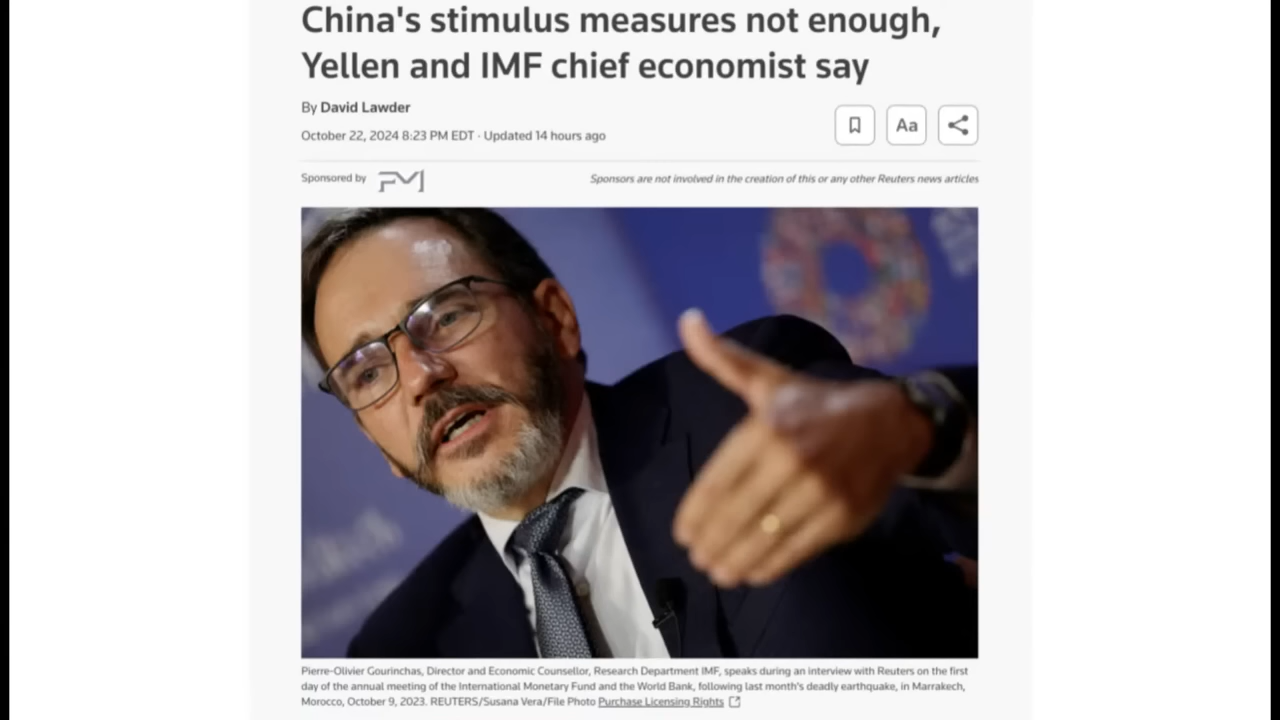 China's stimulus measures not enough,
Yellen and IMF chief economist say
By David Lawder
October 22, 2024 8:23 PM EDT · Updated 14 hours ago
Aa
Sponsored by
Sponsors are not involved in the creation of this or any other Reuters news articles
Pierre-Olivier Gourinchas, Director and Economic Counsellor, Research Department IMF, speaks during an interview with Reuters on the first
day of the annual meeting of the International Monetary Fund and the World Bank, following last month's deadly earthquake, in Marrakech,
Morocco, October 9, 2023. REUTERS/Susana Vera/File Photo Purchase Licensing Rights